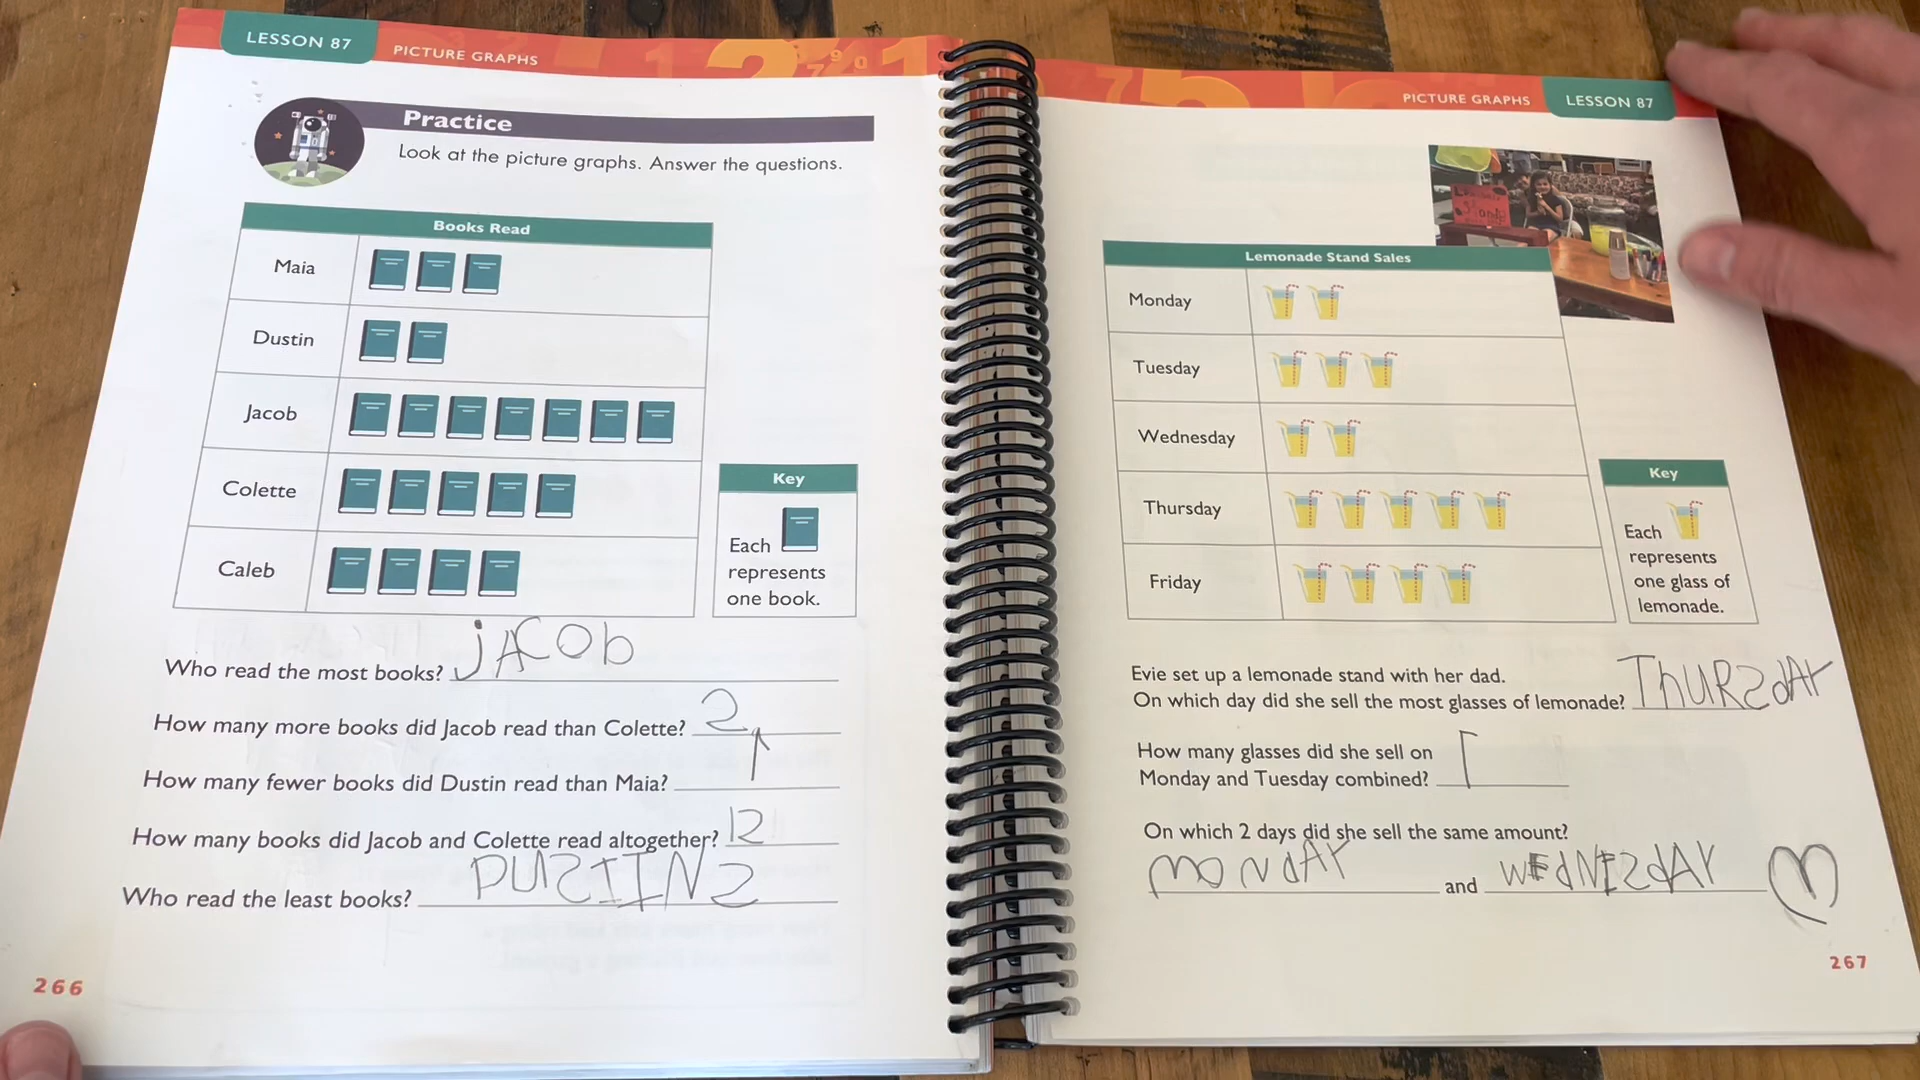 LESSON 87
PICTURE GRAPHS
Practice
Look at the picture graphs. Answer the questions.
Books Read
Maia
Dustin
Jacob
Colette
Caleb
Key
Each
represents
one book.
Who read the most books? jACOb
How many more books did Jacob read than Colette? 2
How many fewer books did Dustin read than Maia? 1
How many books did Jacob and Colette read altogether? 12
Who read the least books?
266
PICTURE GRAPHS
LESSON 87
Lemonade Stand Sales
Monday
Tuesday
Wednesday
Thursday
Friday
Key
Each
represents
one glass of
lemonade.
Evie set up a lemonade stand with her dad.
On which day did she sell the most glasses of lemonade? ThURSdAY
How many glasses did she sell on
Monday and Tuesday combined?
On which 2 days did she sell the same amount?
mONdAY and WEdNESdAY
267